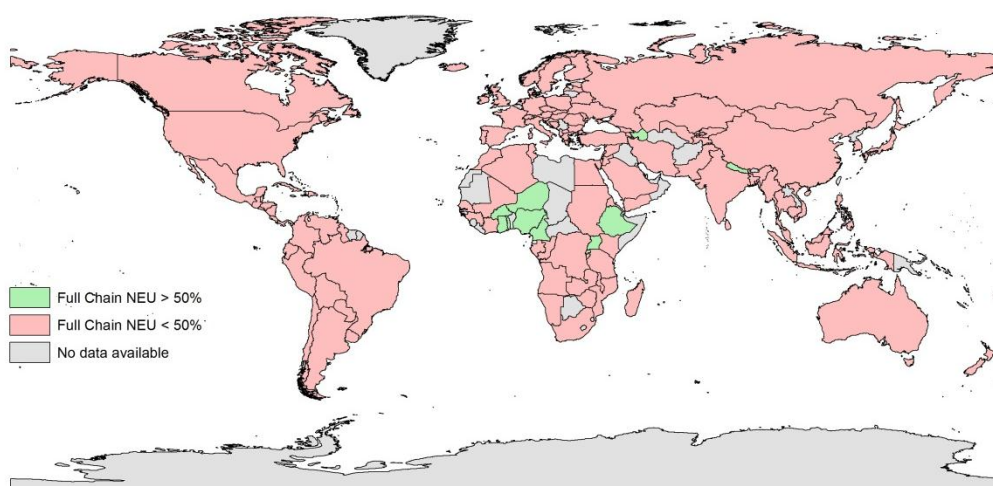 Full Chain NEU > 50%
Full Chain NEU < 50%
No data available